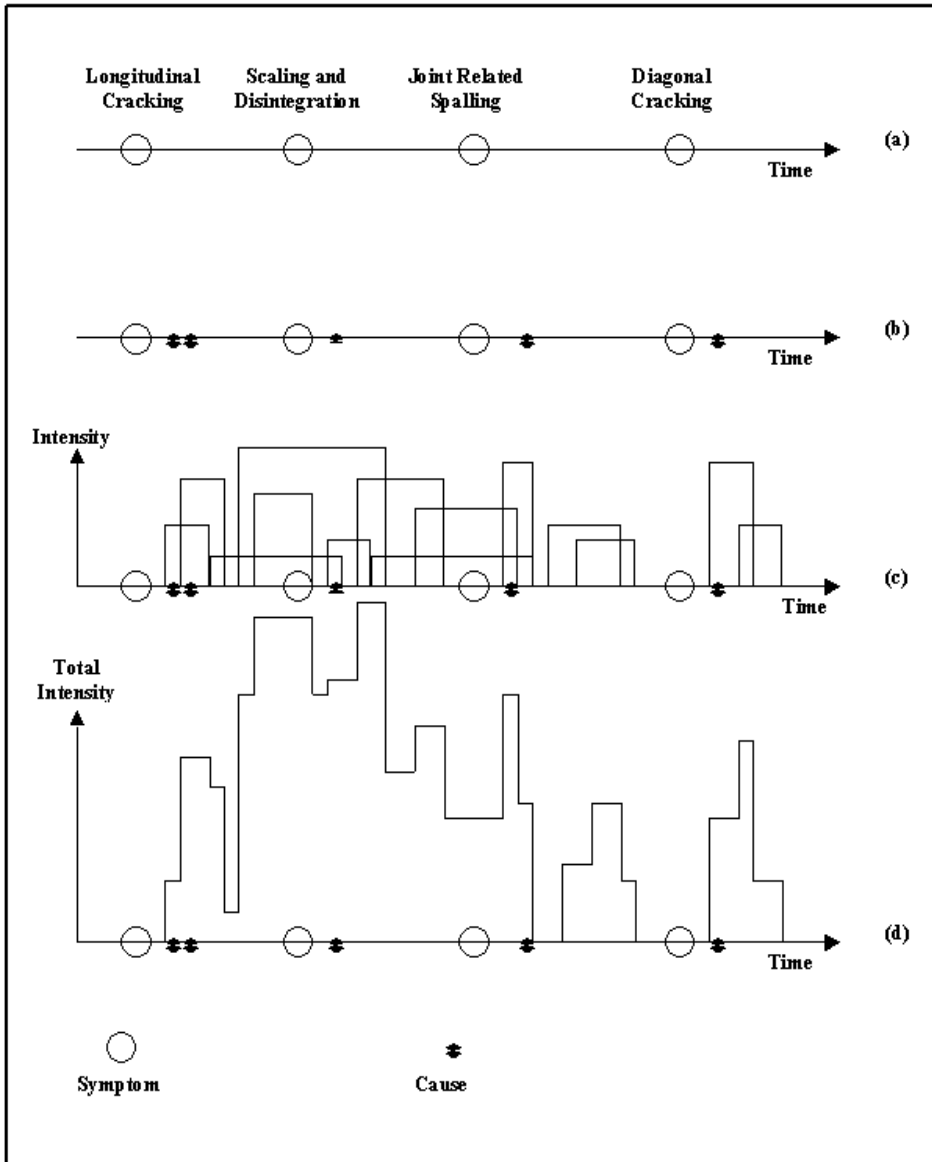 Longitudinal Cracking
Scaling and Disintegration
Joint Related Spalling
Diagonal Cracking
(a)
Time
(b)
Time
Intensity
(c)
Time
Total Intensity
(d)
Time
Symptom
Cause